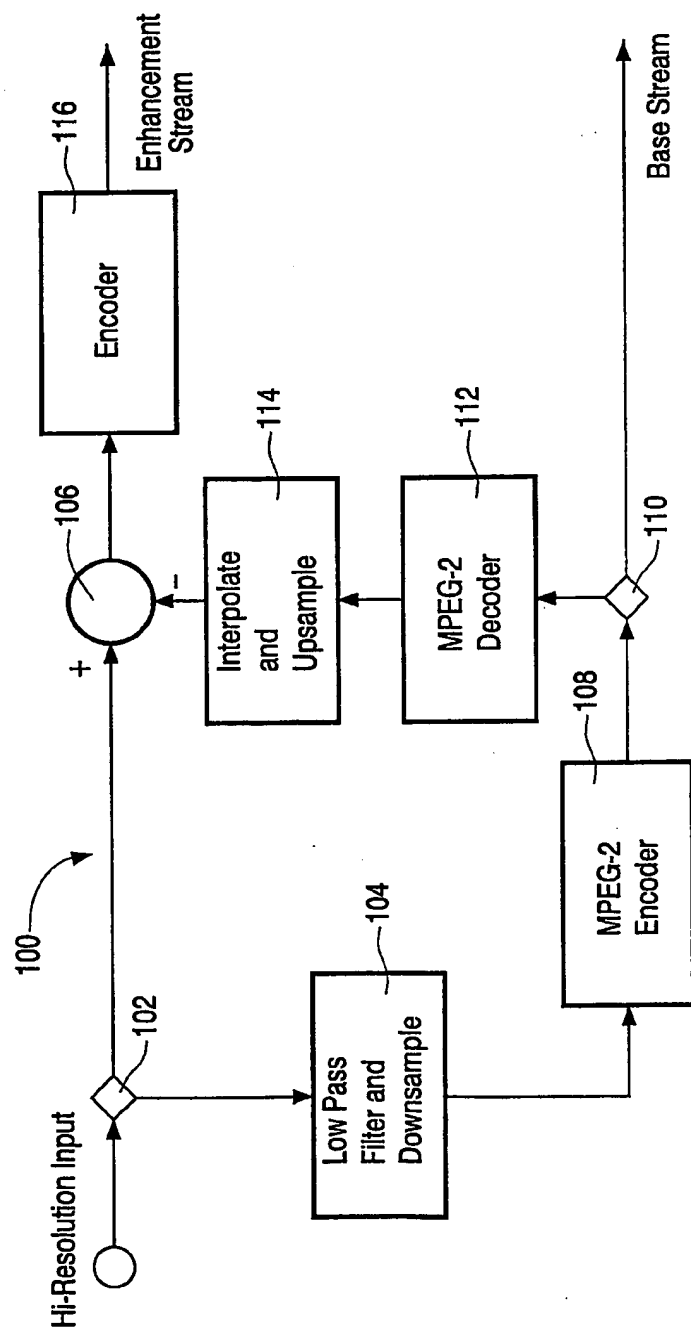 Hi-Resolution Input
102
100
+
106
-
Encoder
116
Enhancement
Stream
Low Pass
Filter and
Downsample
104
Interpolate
and
Upsample
114
MPEG-2
Decoder
112
MPEG-2
Encoder
108
110
Base Stream